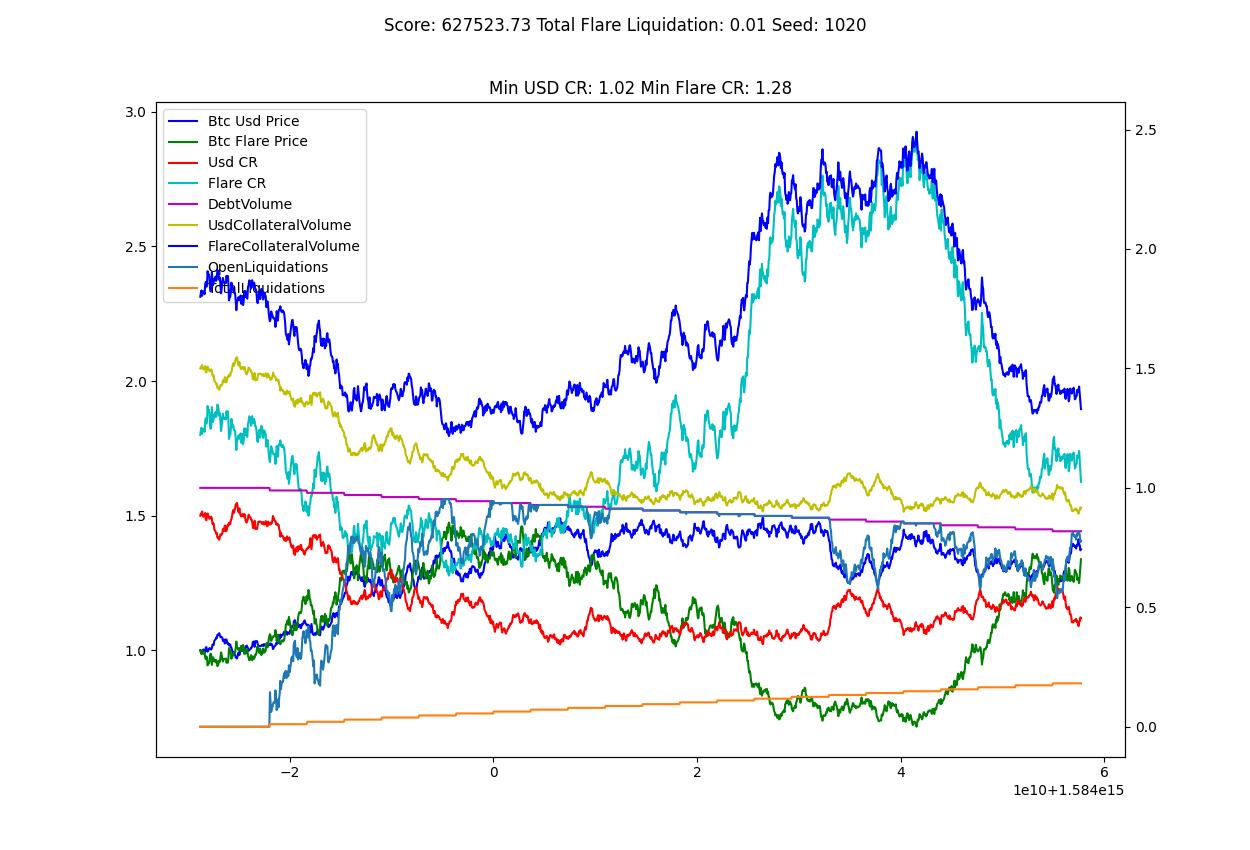 Score: 627523.73 Total Flare Liquidation: 0.01 Seed: 1020
Min USD CR: 1.02 Min Flare CR: 1.28
Btc Usd Price
Btc Flare Price
Usd CR
Flare CR
DebtVolume
UsdCollateralVolume
FlareCollateralVolume
OpenLiquidations
TotalLiquidations
3.0
2.5
2.0
1.5
1.0
2.5
2.0
1.5
1.0
0.5
0.0
−2
0
2
4
6
1e10+1.584e15